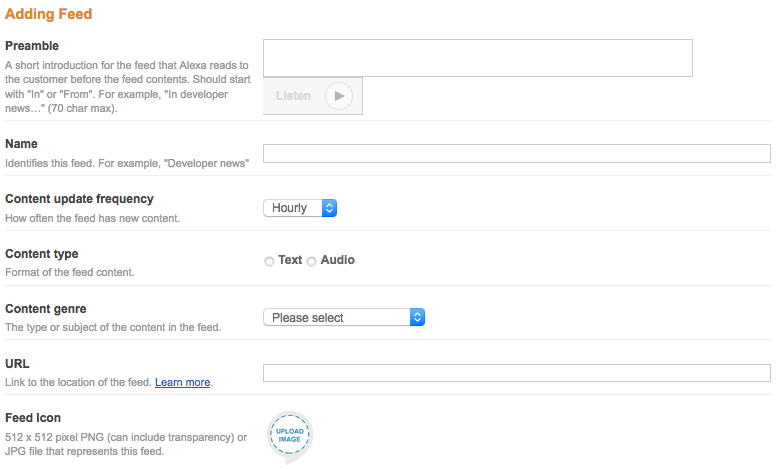 Adding Feed
Preamble
A short introduction for the feed that Alexa reads to
the customer before the feed contents. Should start
with "In" or "From". For example, "In developer
news…" (70 char max).
Listen
Name
Identifies this feed. For example, "Developer news"
Content update frequency
How often the feed has new content.
Hourly
Content type
Format of the feed content.
Text Audio
Content genre
The type or subject of the content in the feed.
Please select
URL
Link to the location of the feed. Learn more.
Feed Icon
512 x 512 pixel PNG (can include transparency) or
JPG file that represents this feed.
UPLOAD
IMAGE